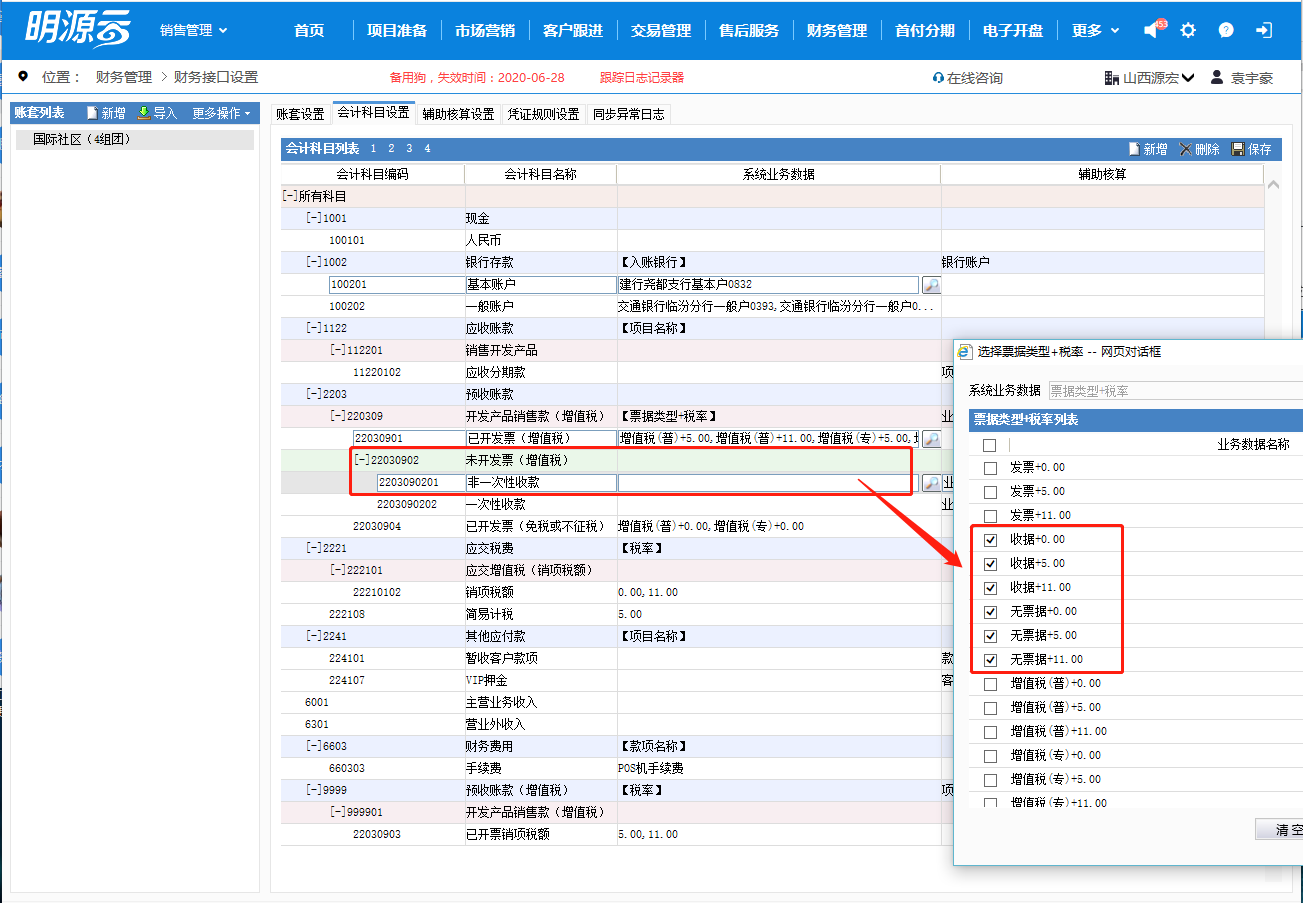 明源云 销售管理 首页 项目准备 市场营销 客户跟进 交易管理 售后服务 财务管理 首付分期 电子开盘 更多 153
位置： 财务管理 > 财务接口设置 备用狗，失效时间：2020-06-28 跟踪日志记录器 在线咨询 山西源宏 袁宇豪
账套列表 新增 导入 更多操作
国际社区（4组团）
账套设置 会计科目设置 辅助核算设置 凭证规则设置 同步异常日志
会计科目列表 1 2 3 4 新增 删除 保存
会计科目编码 会计科目名称 系统业务数据 辅助核算
[-]所有科目
[-]1001 现金
100101 人民币
[-]1002 银行存款 【入账银行】 银行账户
100201 基本账户 建行尧都支行基本户0832
100202 一般账户 交通银行临汾分行一般户0393,交通银行临汾分行一般户0...
[-]1122 应收账款 【项目名称】
[-]112201 销售开发产品
11220102 应收分期款 项
[-]2203 预收账款
[-]220309 开发产品销售款（增值税） 【票据类型+税率】 业
22030901 已开发票（增值税） 增值税(普)+5.00,增值税(普)+11.00,增值税(专)+5.00,
[-]22030902 未开发票（增值税）
2203090201 非一次性收款 业
2203090202 一次性收款 业
22030904 已开发票（免税或不征税） 增值税(普)+0.00,增值税(专)+0.00
[-]2221 应交税费 【税率】
[-]222101 应交增值税（销项税额）
22210102 销项税额 0.00,11.00
222108 简易计税 5.00
[-]2241 其他应付款 【项目名称】
224101 暂收客户款项 款
224107 VIP押金 客
6001 主营业务收入
6301 营业外收入
[-]6603 财务费用 【款项名称】
660303 手续费 POS机手续费
[-]9999 预收账款（增值税） 【税率】 项
[-]999901 开发产品销售款（增值税）
22030903 已开票销项税额 5.00,11.00
选择票据类型+税率 -- 网页对话框
系统业务数据 票据类型+税率
票据类型+税率列表
业务数据名称
发票+0.00
发票+5.00
发票+11.00
收据+0.00
收据+5.00
收据+11.00
无票据+0.00
无票据+5.00
无票据+11.00
增值税(普)+0.00
增值税(普)+5.00
增值税(普)+11.00
增值税(专)+0.00
增值税(专)+5.00
增值税(专)+11.00
清空